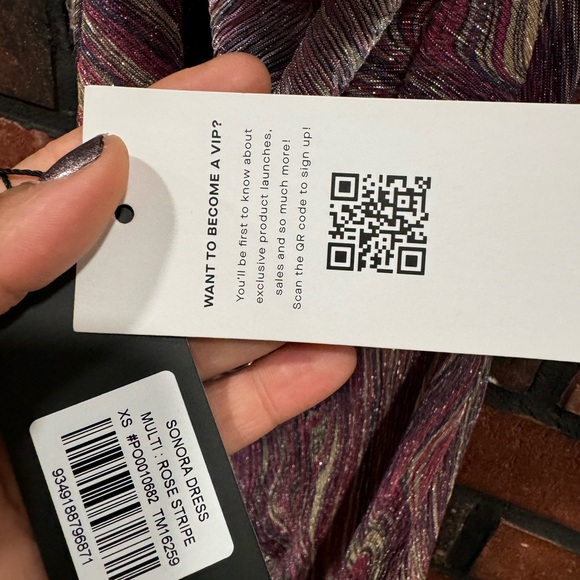 WANT TO BECOME A VIP?
You'll be first to know about
exclusive product launches,
sales and so much more!
Scan the QR code to sign up!
SONORA DRESS
MULTI : ROSE STRIPE
XS #PO0010682 TM16259
9349188796871